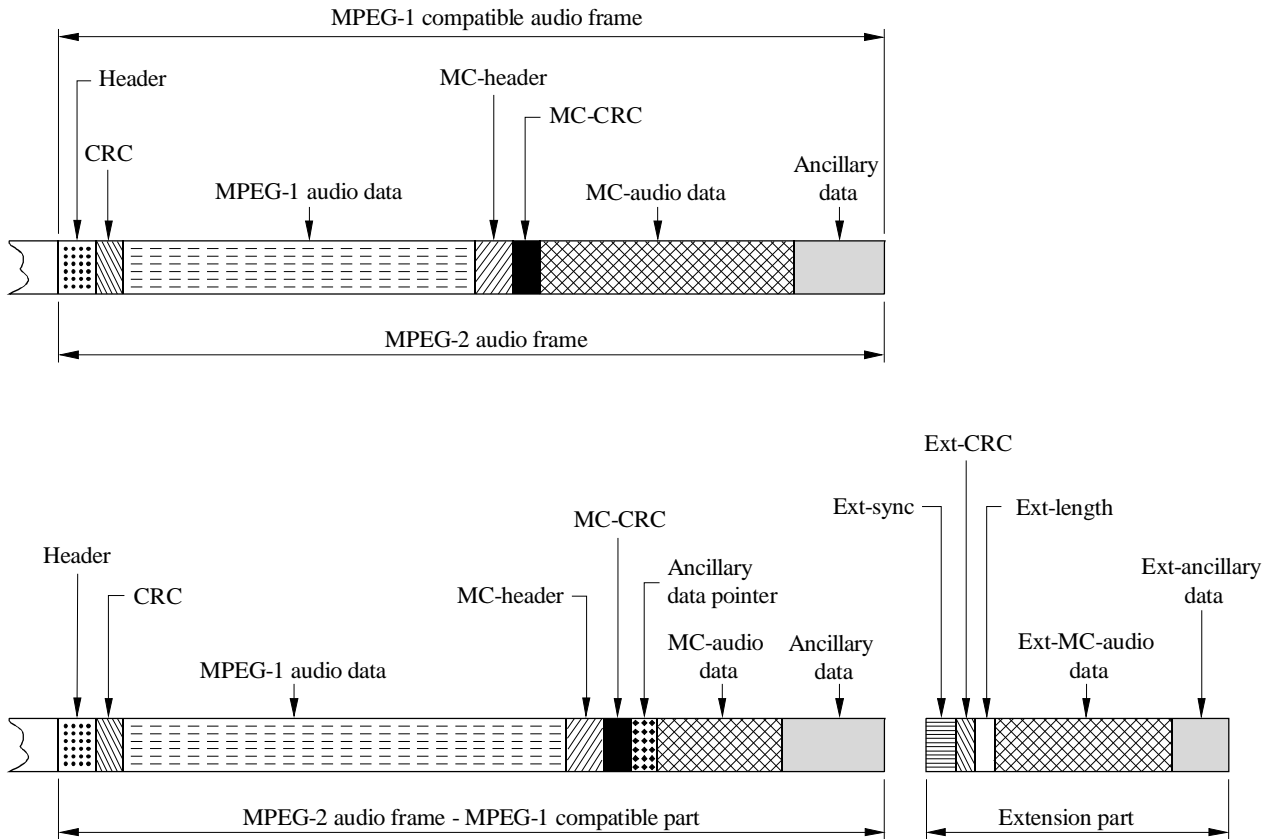 MPEG-1 compatible audio frame
Header
MC-header
MC-CRC
CRC
MPEG-1 audio data
MC-audio data
Ancillary
data
MPEG-2 audio frame
Ext-CRC
Ext-sync
Ext-length
MC-CRC
Header
Ancillary
data pointer
Ext-ancillary
data
CRC
MC-header
MC-audio
data
Ancillary
data
Ext-MC-audio
data
MPEG-1 audio data
MPEG-2 audio frame - MPEG-1 compatible part
Extension part